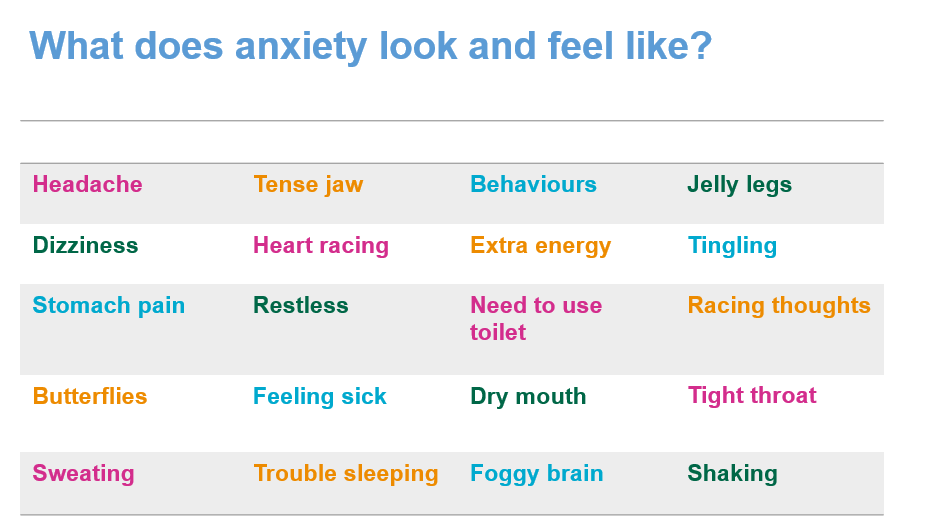 What does anxiety look and feel like?
Headache Tense jaw Behaviours Jelly legs
Dizziness Heart racing Extra energy Tingling
Stomach pain Restless Need to use Racing thoughts
toilet
Butterflies Feeling sick Dry mouth Tight throat
Sweating Trouble sleeping Foggy brain Shaking